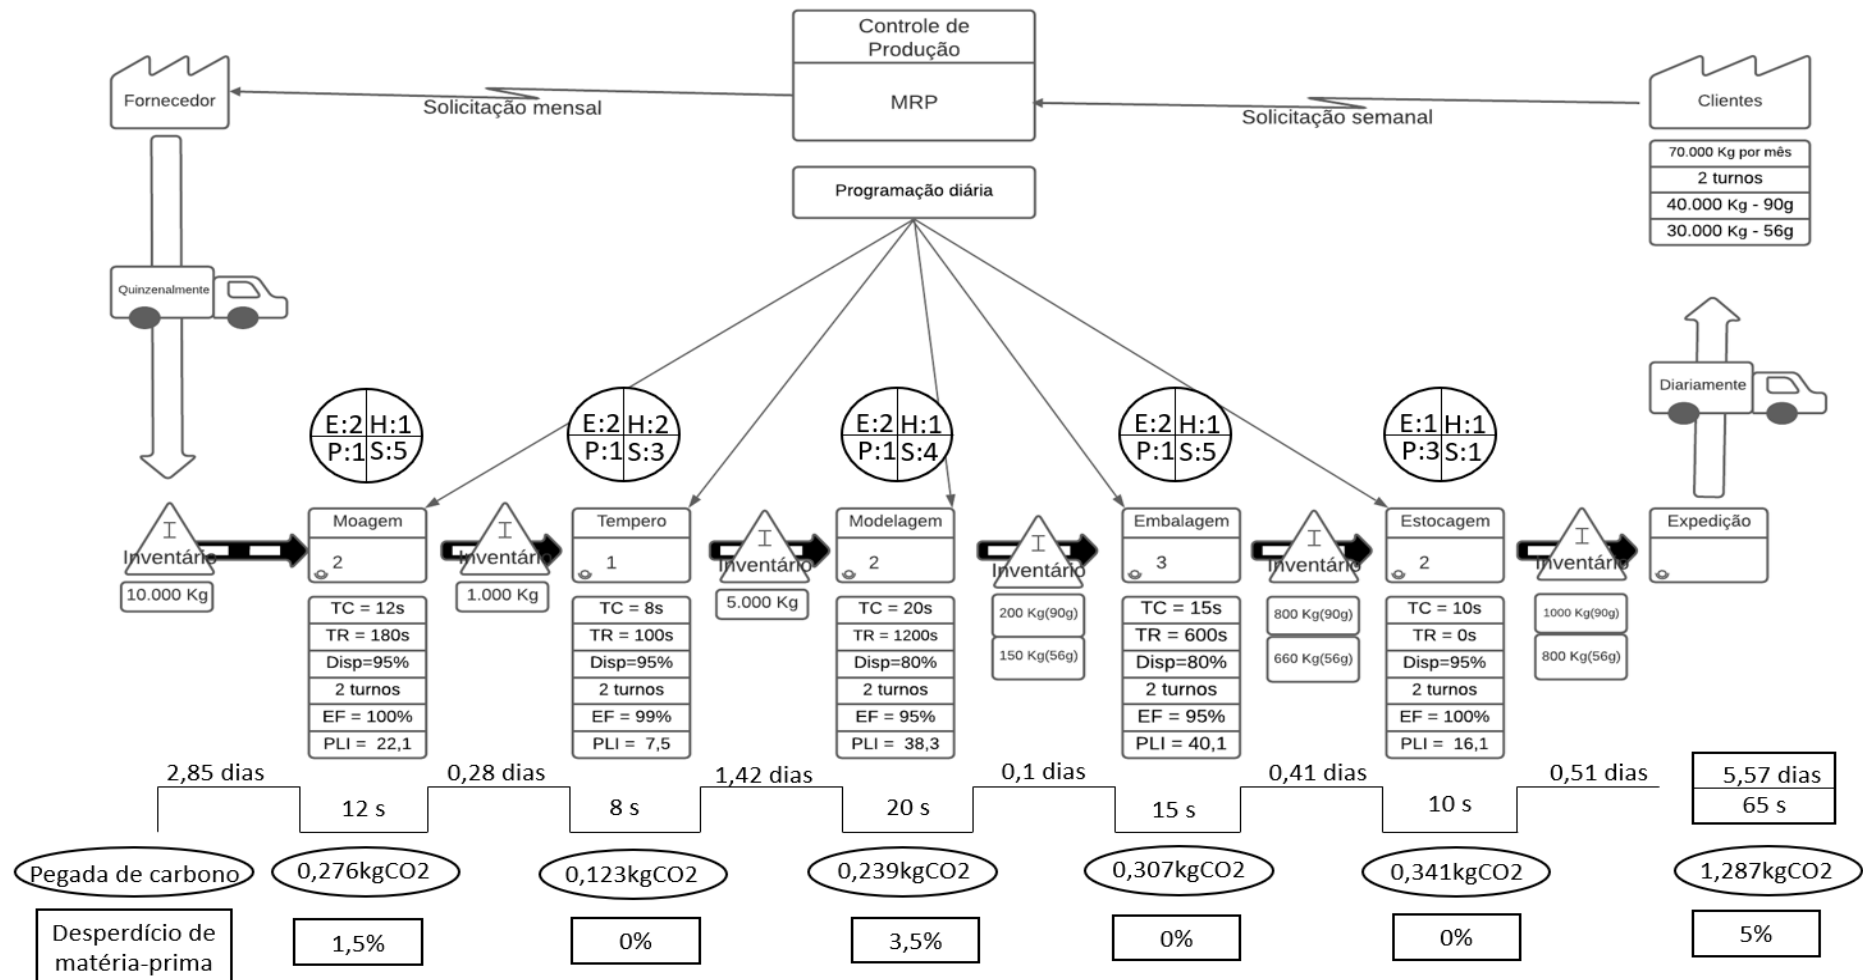 Controle de
Produção
MRP
Fornecedor
Solicitação mensal
Solicitação semanal
Clientes
70.000 Kg por mês
2 turnos
40.000 Kg - 90g
30.000 Kg - 56g
Programação diária
Quinzenalmente
Diariamente
E:2 H:1
P:1 S:5
E:2 H:2
P:1 S:3
E:2 H:1
P:1 S:4
E:2 H:1
P:1 S:5
E:1 H:1
P:3 S:1
I
Inventário
10.000 Kg
Moagem
2
TC = 12s
TR = 180s
Disp=95%
2 turnos
EF = 100%
PLI = 22,1
I
Inventário
1.000 Kg
Tempero
1
TC = 8s
TR = 100s
Disp=95%
2 turnos
EF = 99%
PLI = 7,5
I
Inventário
5.000 Kg
Modelagem
2
TC = 20s
TR = 1200s
Disp=80%
2 turnos
EF = 95%
PLI = 38,3
I
Inventário
200 Kg(90g)
150 Kg(56g)
Embalagem
3
TC = 15s
TR = 600s
Disp=80%
2 turnos
EF = 95%
PLI = 40,1
I
Inventário
800 Kg(90g)
660 Kg(56g)
Estocagem
2
TC = 10s
TR = 0s
Disp=95%
2 turnos
EF = 100%
PLI = 16,1
I
Inventário
1000 Kg(90g)
800 Kg(56g)
Expedição
2,85 dias
12 s
0,28 dias
8 s
1,42 dias
20 s
0,1 dias
15 s
0,41 dias
10 s
0,51 dias
5,57 dias
65 s
Pegada de carbono
0,276kgCO2
0,123kgCO2
0,239kgCO2
0,307kgCO2
0,341kgCO2
1,287kgCO2
Desperdício de
matéria-prima
1,5%
0%
3,5%
0%
0%
5%